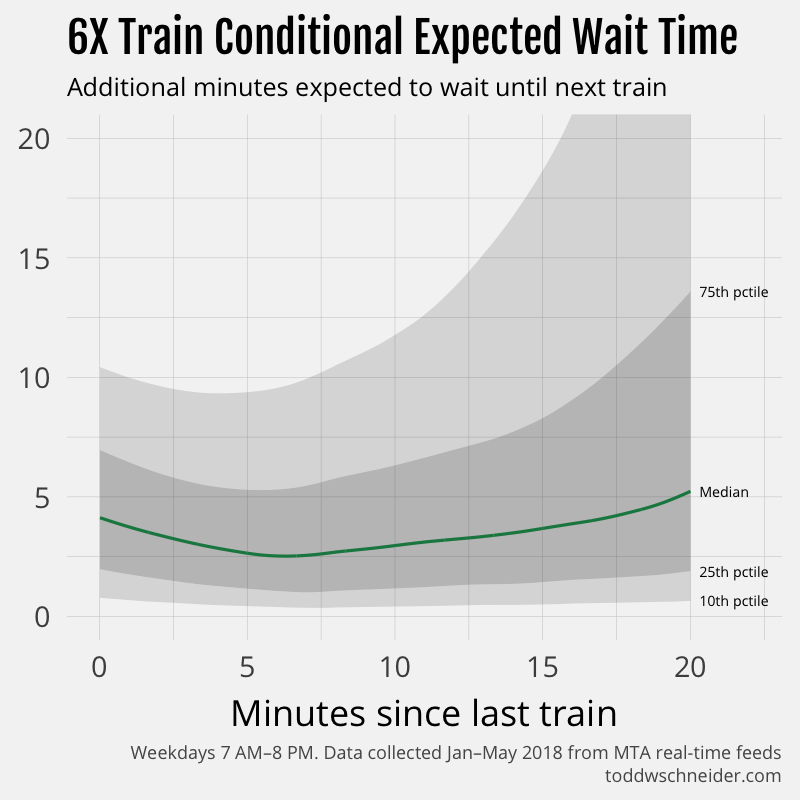 6X Train Conditional Expected Wait Time
Additional minutes expected to wait until next train
20
15
10
5
0
75th pctile
Median
25th pctile
10th pctile
0 5 10 15 20
Minutes since last train
Weekdays 7 AM–8 PM. Data collected Jan–May 2018 from MTA real-time feeds
toddwschneider.com